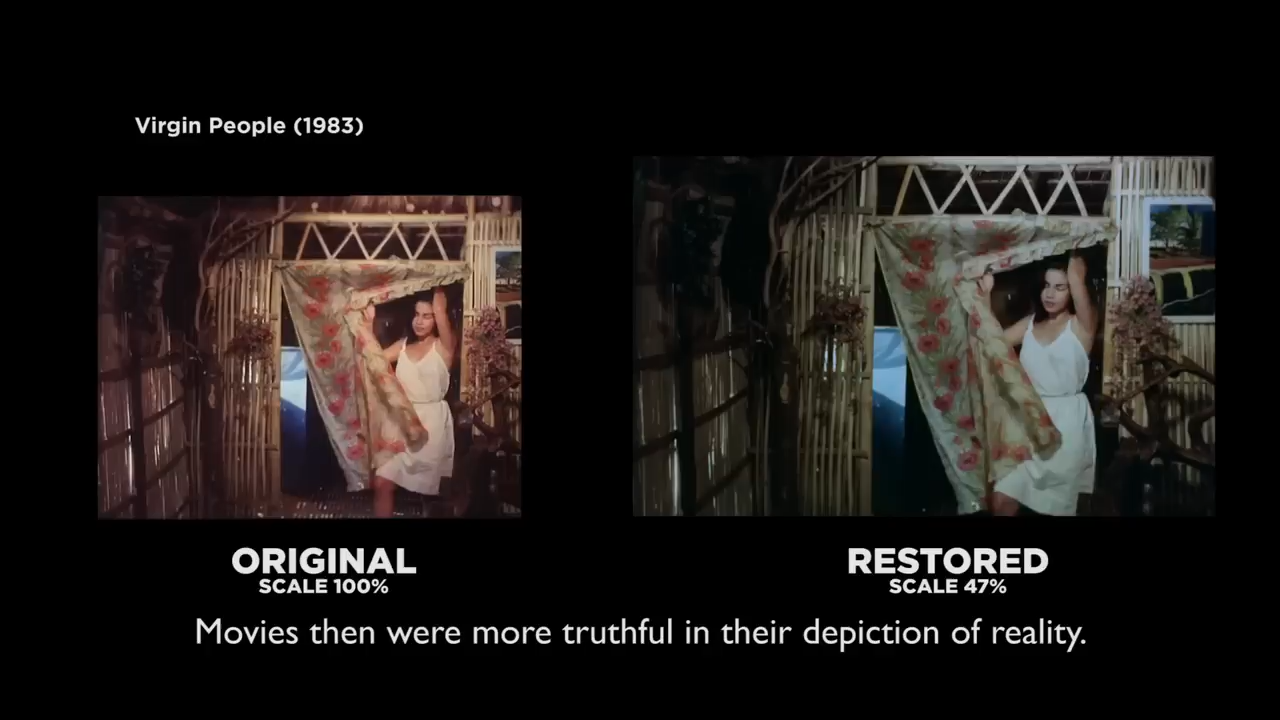 Virgin People (1983)
ORIGINAL
SCALE 100%
RESTORED
SCALE 47%
Movies then were more truthful in their depiction of reality.